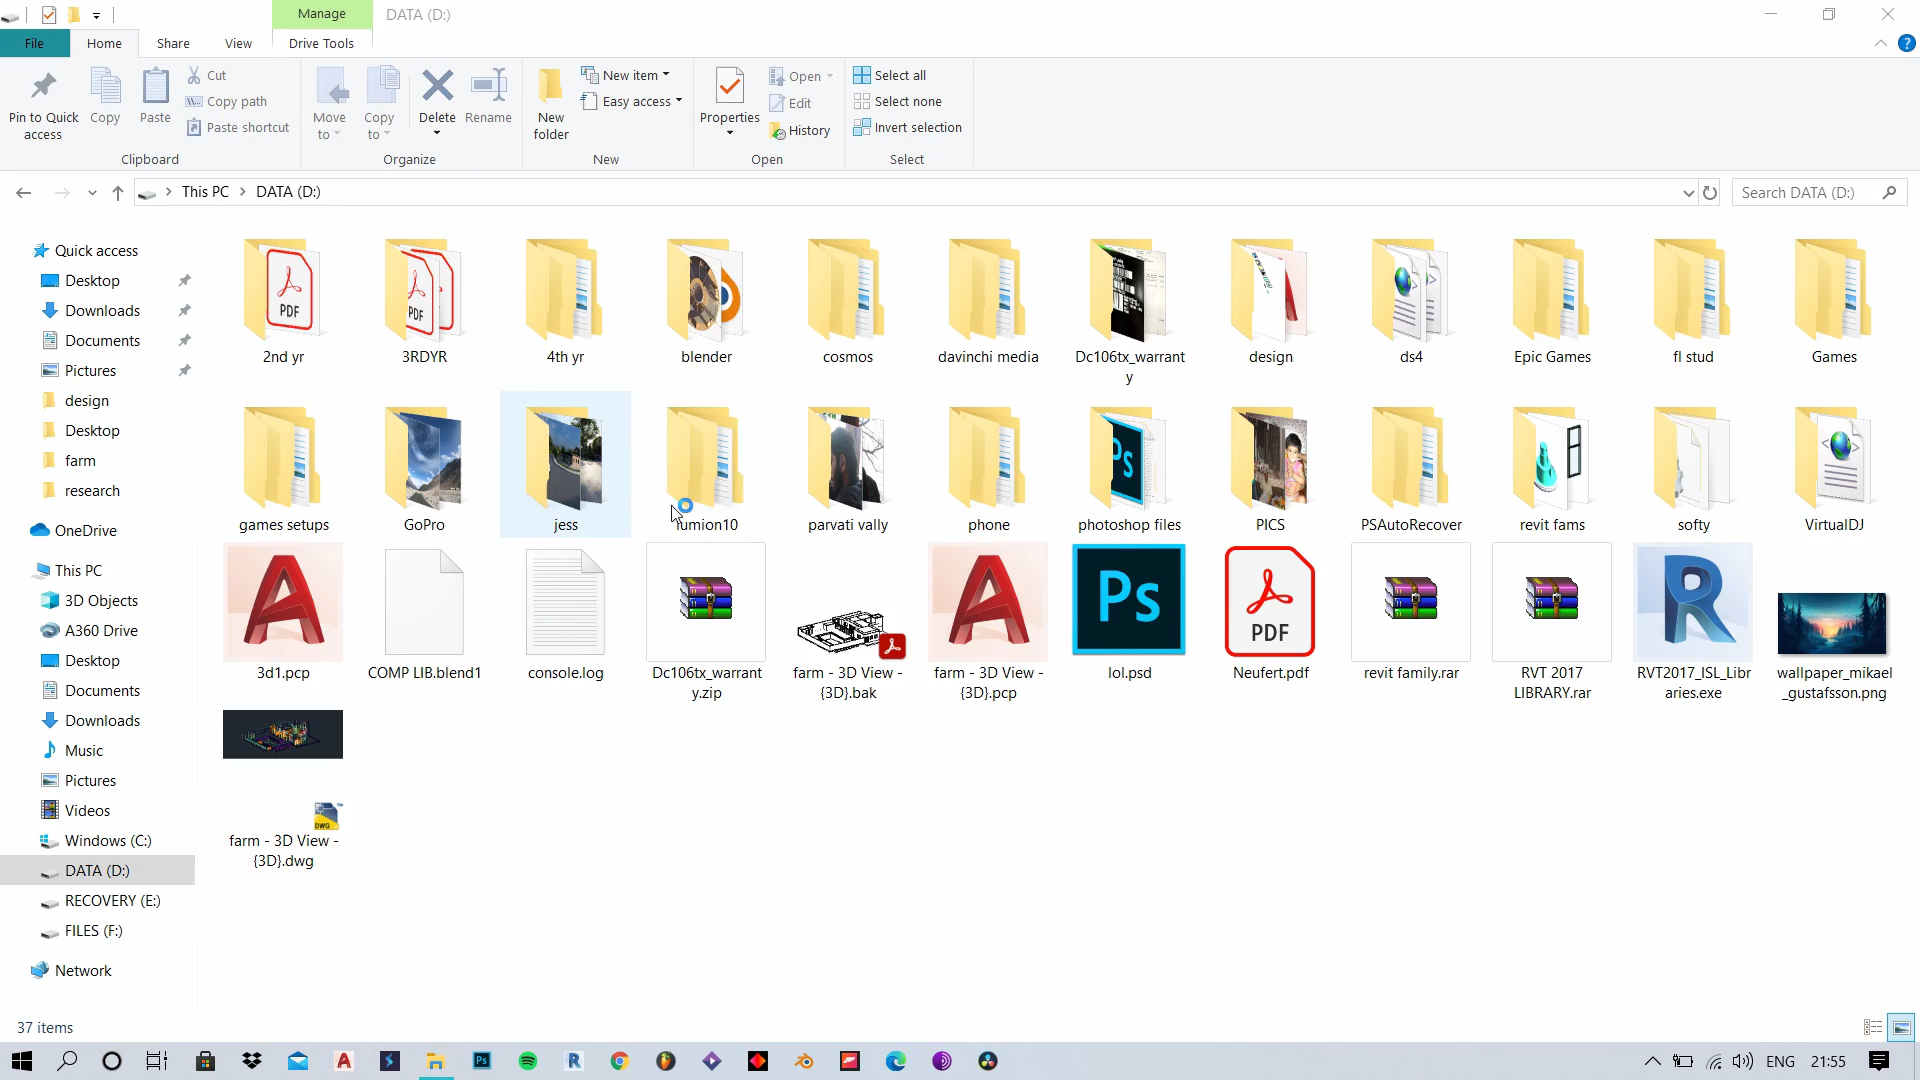 Manage
DATA (D:)
File
Home
Share
View
Drive Tools
Pin to Quick
access
Copy
Paste
Cut
Copy path
Paste shortcut
Clipboard
Move
to
Copy
to
Delete
Rename
Organize
New
folder
New item
Easy access
New
Properties
Open
Edit
History
Open
Select all
Select none
Invert selection
Select
This PC
DATA (D:)
Search DATA (D:)
Quick access
Desktop
Downloads
Documents
Pictures
design
Desktop
farm
research
OneDrive
This PC
3D Objects
A360 Drive
Desktop
Documents
Downloads
Music
Pictures
Videos
Windows (C:)
DATA (D:)
RECOVERY (E:)
FILES (F:)
Network
PDF
PDF
2nd yr
3RDYR
4th yr
blender
cosmos
davinchi media
Dc106tx_warrant
y
design
ds4
Epic Games
fl stud
Games
Ps
games setups
GoPro
jess
lumion10
parvati vally
phone
photoshop files
PICS
PSAutoRecover
revit fams
softy
VirtualDJ
Ps
PDF
3d1.pcp
COMP LIB.blend1
console.log
Dc106tx_warrant
y.zip
farm - 3D View -
{3D}.bak
farm - 3D View -
{3D}.pcp
lol.psd
Neufert.pdf
revit family.rar
RVT 2017
LIBRARY.rar
RVT2017_ISL_Libr
aries.exe
wallpaper_mikael
_gustafsson.png
DWG
farm - 3D View -
{3D}.dwg
37 items
Ps
ENG
21:55